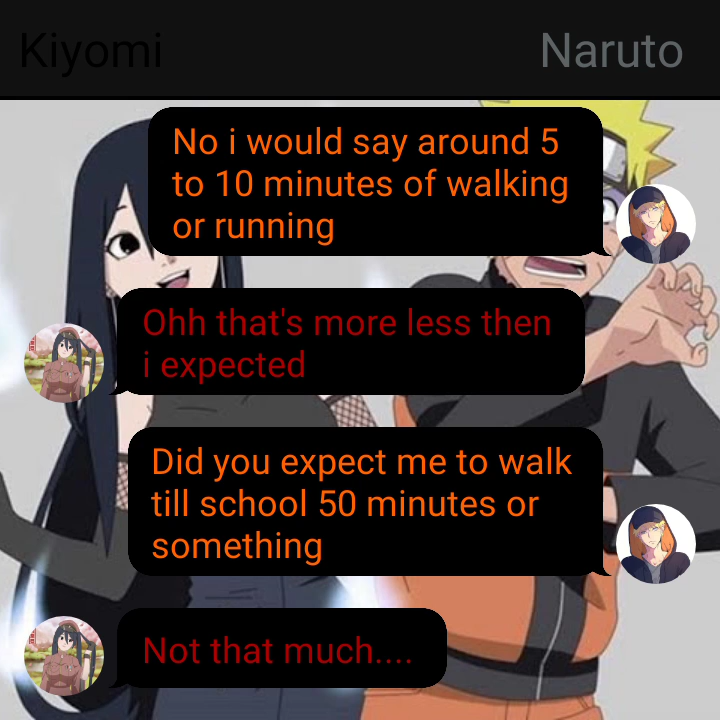 Kiyomi
Naruto
No i would say around 5
to 10 minutes of walking
or running
Ohh that's more less then
i expected
Did you expect me to walk
till school 50 minutes or
something
Not that much....